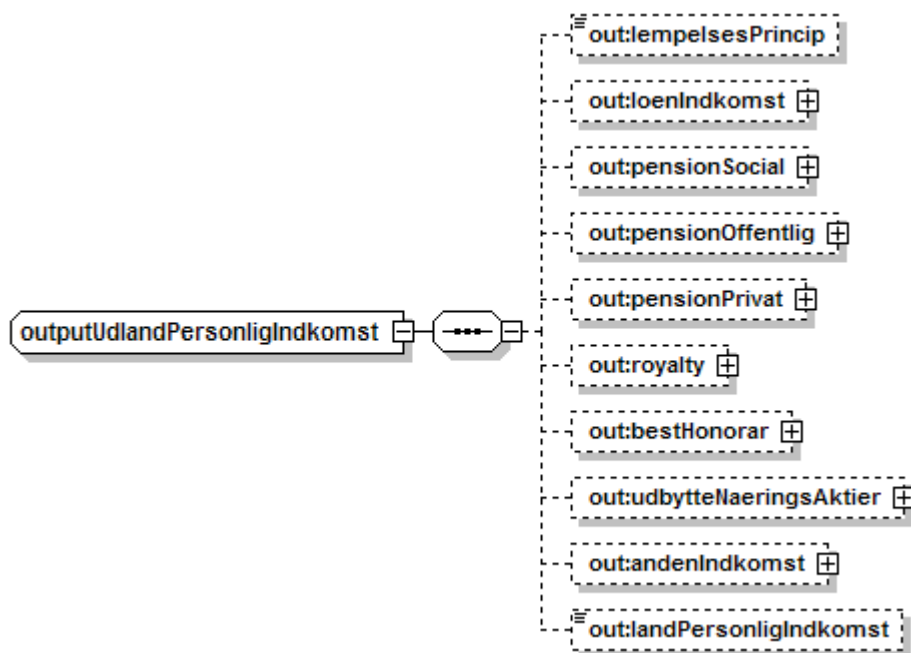 out:lempelsesPrincip
out:loenIndkomst
out:pensionSocial
out:pensionOffentlig
out:pensionPrivat
outputUdlandPersonligIndkomst
out:royalty
out:bestHonorar
out:udbytteNaeringsAktier
out:andenIndkomst
out:landPersonligIndkomst